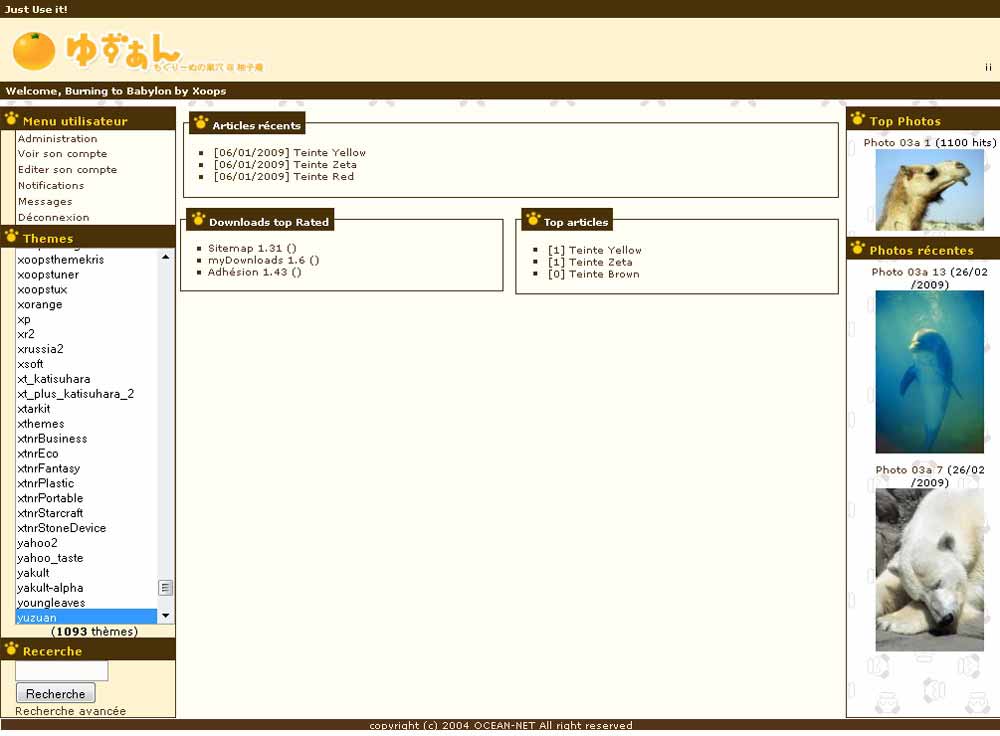 Just Use it!
ゆずあん
もぐりーぬの巣穴 @ 柚子庵
ii
Welcome, Burning to Babylon by Xoops
Menu utilisateur
Administration
Voir son compte
Editer son compte
Notifications
Messages
Déconnexion
Themes
xoopsthemekris
xoopstuner
xoopstux
xorange
xp
xr2
xrussia2
xsoft
xt_katisuhara
xt_plus_katisuhara_2
xtarkit
xthemes
xtnrBusiness
xtnrEco
xtnrFantasy
xtnrPlastic
xtnrPortable
xtnrStarcraft
xtnrStoneDevice
yahoo2
yahoo_taste
yakult
yakult-alpha
youngleaves
yuzuan
(1093 thèmes)
Recerche
Recherche
Recherche avancée
Articles récents
[06/01/2009] Teinte Yellow
[06/01/2009] Teinte Zeta
[06/01/2009] Teinte Red
Downloads top Rated
Sitemap 1.31 ()
myDownloads 1.6 ()
Adhésion 1.43 ()
Top articles
[1] Teinte Yellow
[1] Teinte Zeta
[0] Teinte Brown
Top Photos
Photo 03a 1 (1100 hits)
Photos récentes
Photo 03a 13 (26/02
/2009)
Photo 03a 7 (26/02
/2009)
copyright (c) 2004 OCEAN-NET All right reserved